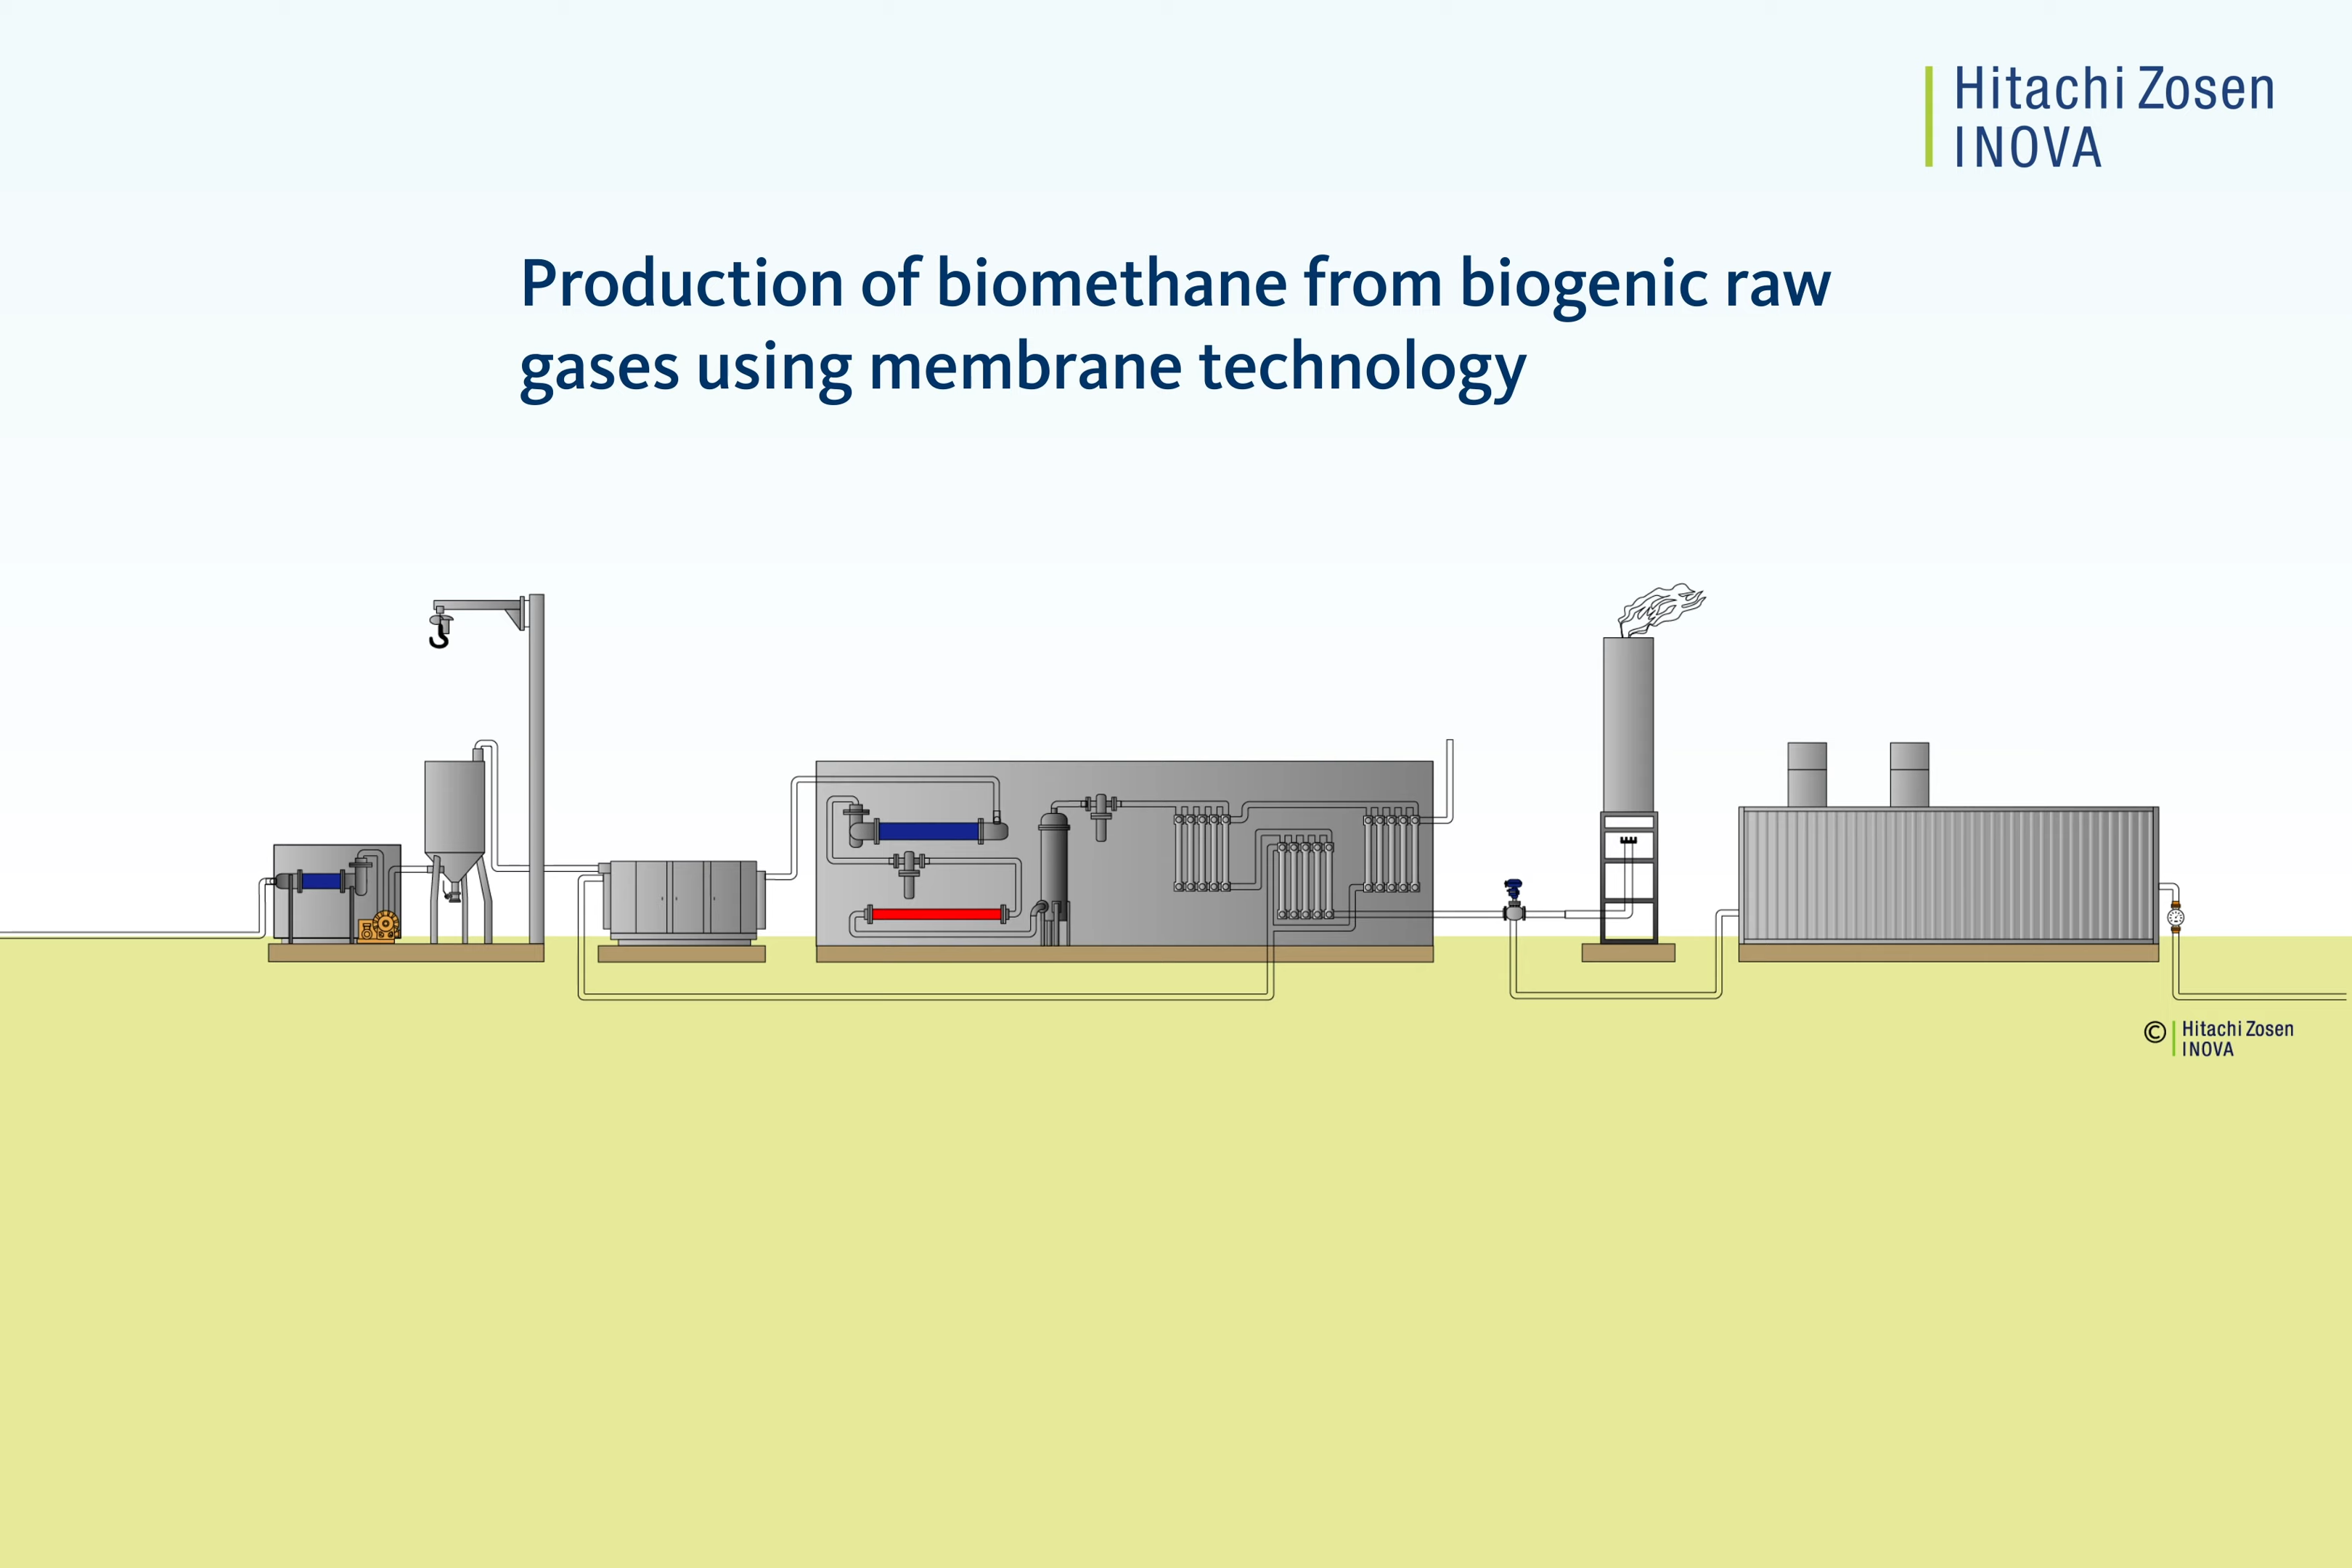 Hitachi Zosen
INOVA
Production of biomethane from biogenic raw
gases using membrane technology
© Hitachi Zosen
INOVA